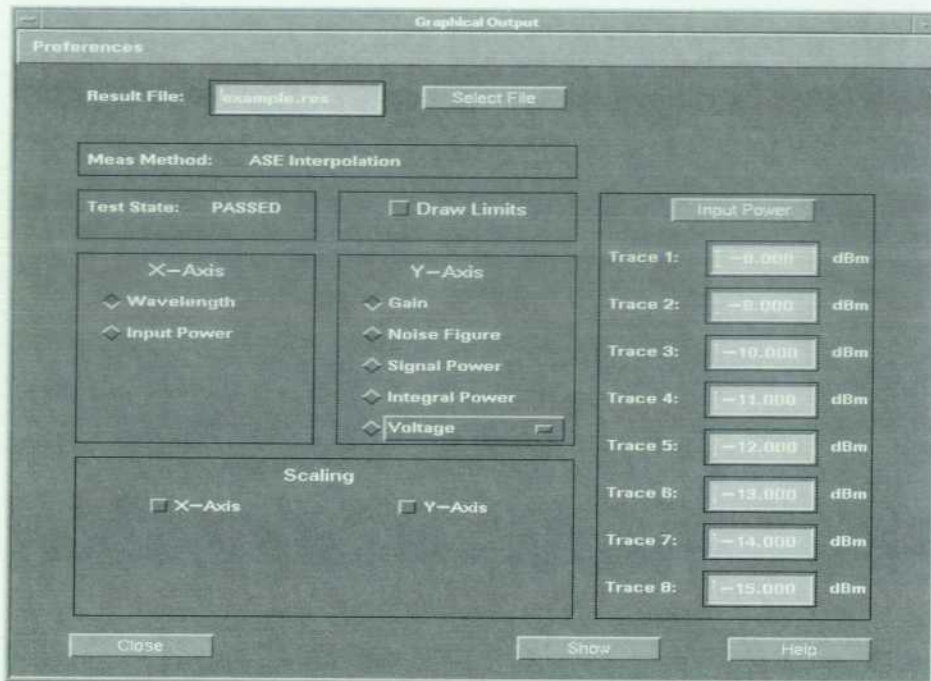 Graphical Output
Preferences
Result File: example.res Select File
Meas Method: ASE Interpolation
Test State: PASSED
Draw Limits
Input Power
X-Axis
Wavelength
Input Power
Y-Axis
Gain
Noise Figure
Signal Power
Integral Power
Voltage
Trace 1: dBm
Trace 2: dBm
Trace 3: -10.000 dBm
Trace 4: -11.000 dBm
Trace 5: -12.000 dBm
Trace 6: -13.000 dBm
Trace 7: -14.000 dBm
Trace 8: -15.000 dBm
Scaling
X-Axis Y-Axis
Close Show Help